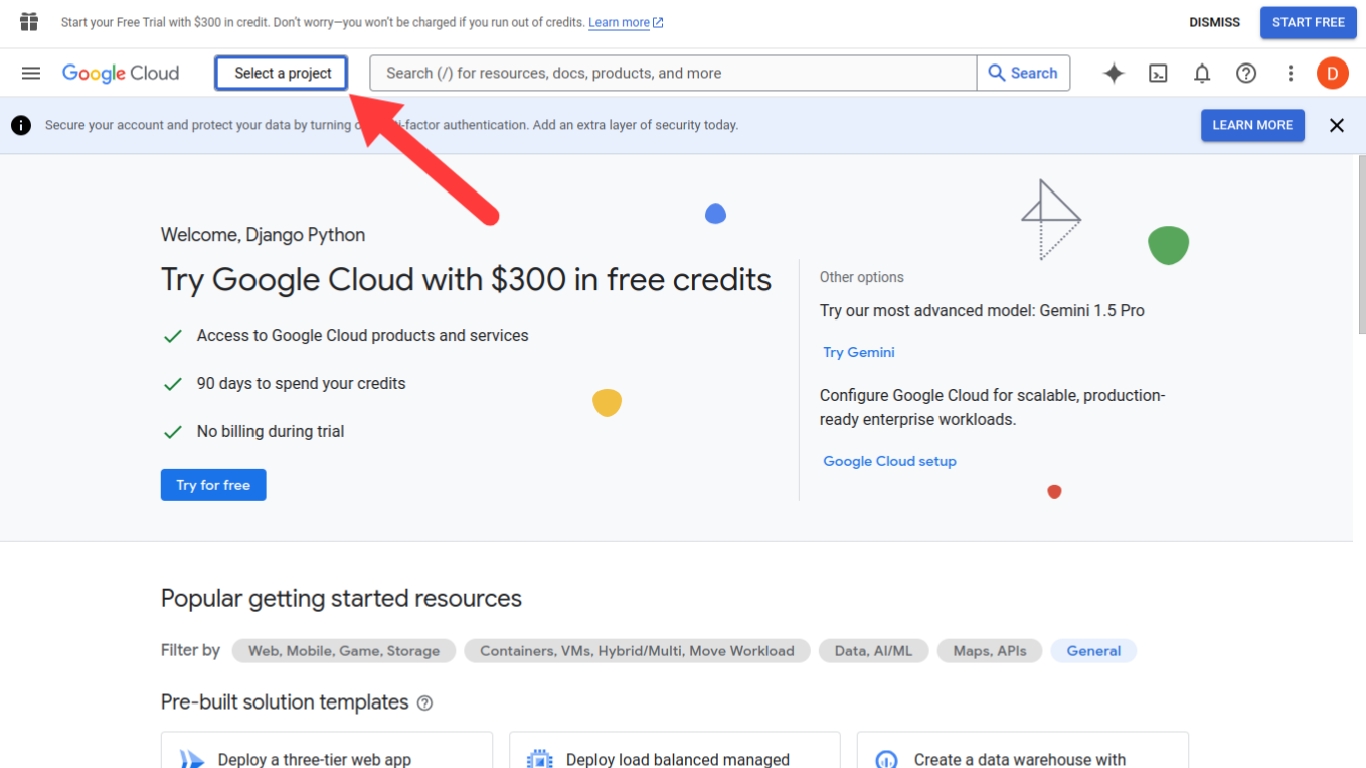 Start your Free Trial with $300 in credit. Don't worry—you won't be charged if you run out of credits. Learn more
DISMISS
START FREE
Google Cloud
Select a project
Search (/) for resources, docs, products, and more
Search
D
Secure your account and protect your data by turning i-factor authentication. Add an extra layer of security today.
LEARN MORE
Welcome, Django Python
Try Google Cloud with $300 in free credits
Access to Google Cloud products and services
90 days to spend your credits
No billing during trial
Try for free
Other options
Try our most advanced model: Gemini 1.5 Pro
Try Gemini
Configure Google Cloud for scalable, production-
ready enterprise workloads.
Google Cloud setup
Popular getting started resources
Filter by
Web, Mobile, Game, Storage
Containers, VMs, Hybrid/Multi, Move Workload
Data, AI/ML
Maps, APIs
General
Pre-built solution templates
Deploy a three-tier web app
Deploy load balanced managed
Create a data warehouse with